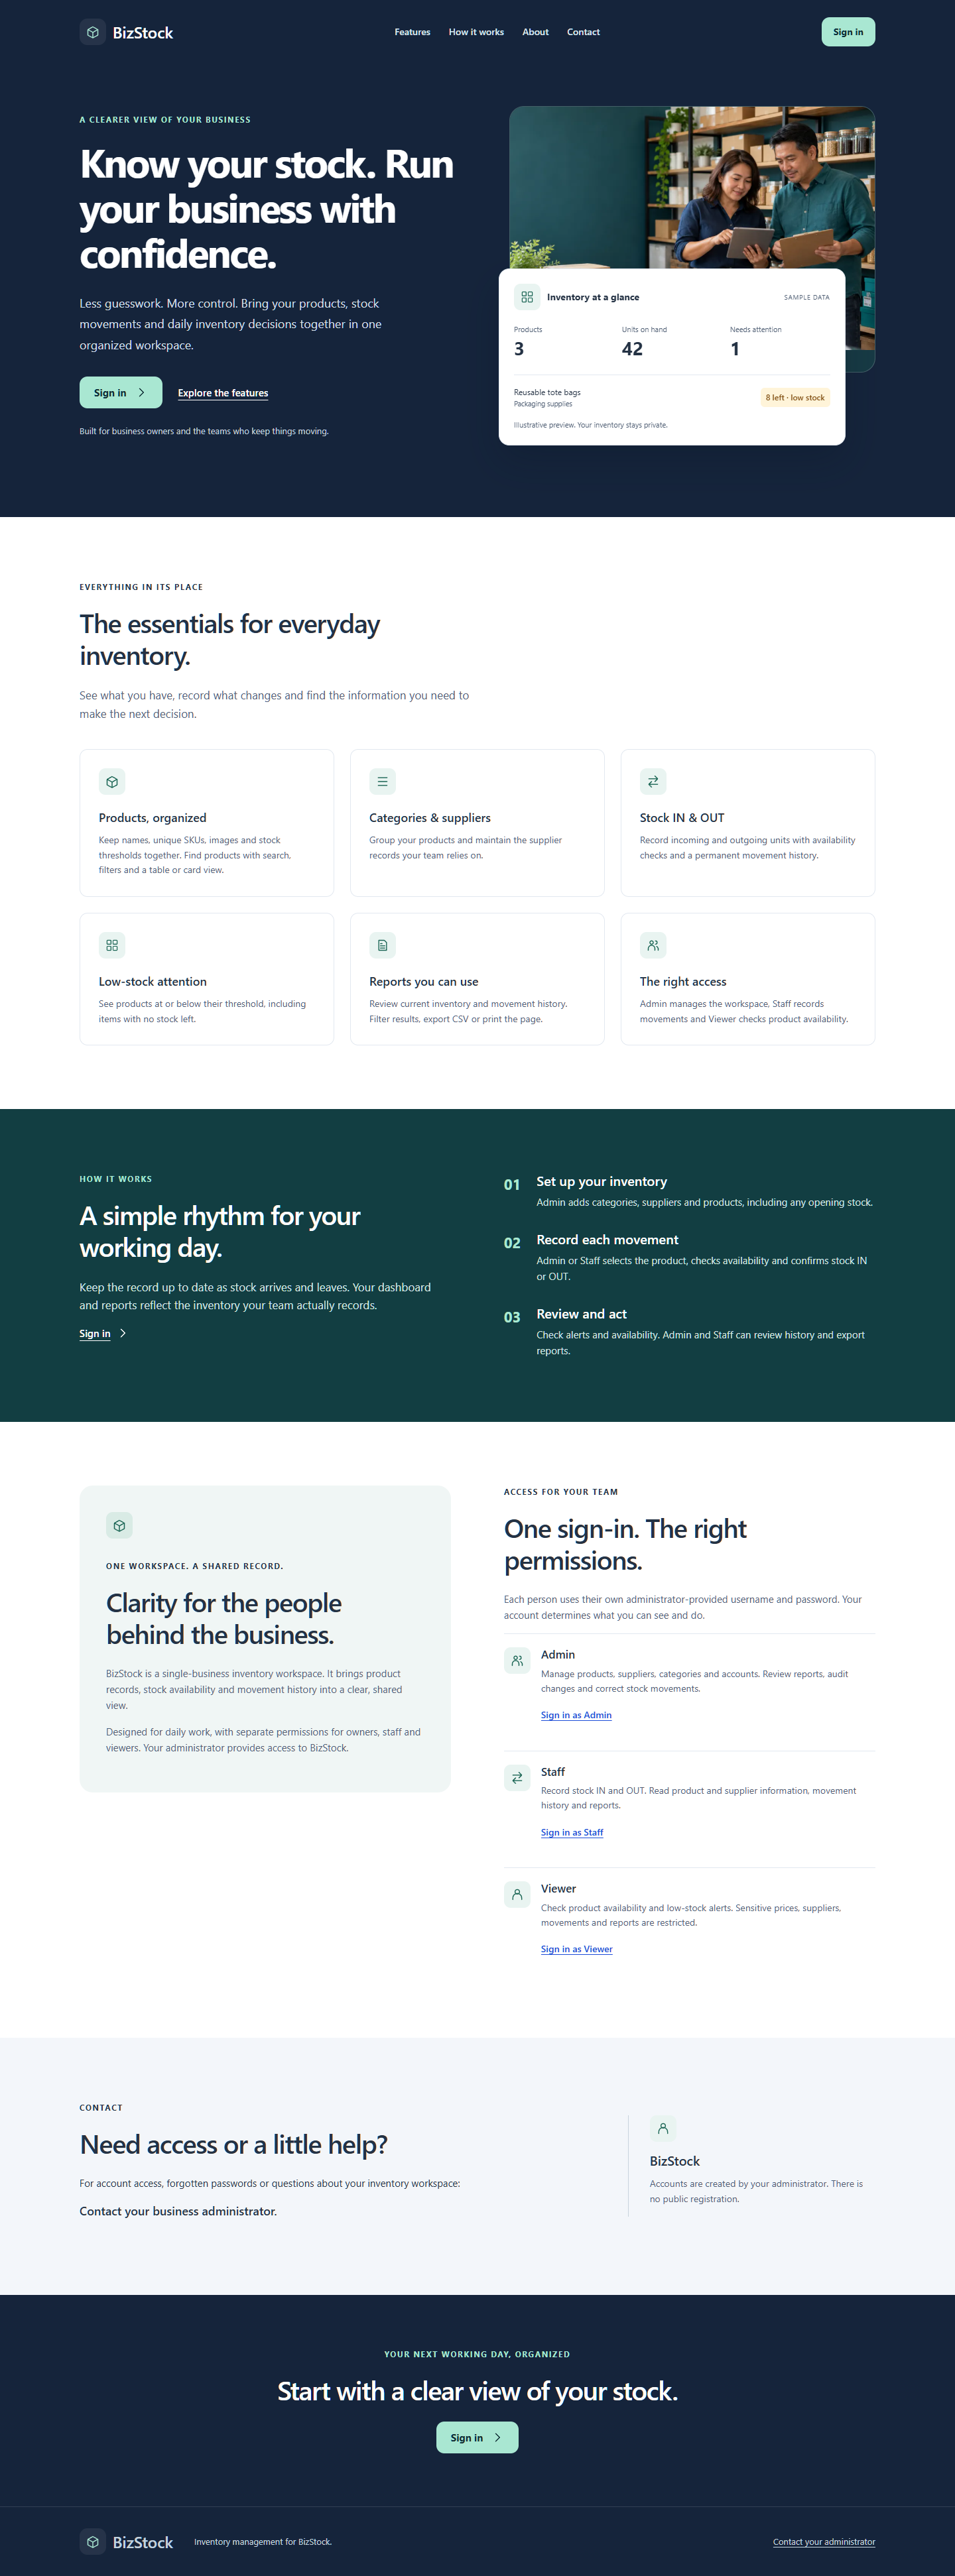 BizStock
Features
How it works
About
Contact
Sign in
A CLEARER VIEW OF YOUR BUSINESS
Know your stock. Run
your business with
confidence.
Less guesswork. More control. Bring your products, stock
movements and daily inventory decisions together in one
organized workspace.
Sign in
Explore the features
Built for business owners and the teams who keep things moving.
Inventory at a glance
SAMPLE DATA
Products
Units on hand
Needs attention
3
42
1
Reusable tote bags
Packaging supplies
8 left · low stock
Illustrative preview. Your inventory stays private.
EVERYTHING IN ITS PLACE
The essentials for everyday
inventory.
See what you have, record what changes and find the information you need to
make the next decision.
Products, organized
Keep names, unique SKUs, images and stock
thresholds together. Find products with search,
filters and a table or card view.
Categories & suppliers
Group your products and maintain the supplier
records your team relies on.
Stock IN & OUT
Record incoming and outgoing units with availability
checks and a permanent movement history.
Low-stock attention
See products at or below their threshold, including
items with no stock left.
Reports you can use
Review current inventory and movement history.
Filter results, export CSV or print the page.
The right access
Admin manages the workspace, Staff records
movements and Viewer checks product availability.
HOW IT WORKS
A simple rhythm for your
working day.
Keep the record up to date as stock arrives and leaves. Your dashboard
and reports reflect the inventory your team actually records.
Sign in
01
Set up your inventory
Admin adds categories, suppliers and products, including any opening stock.
02
Record each movement
Admin or Staff selects the product, checks availability and confirms stock IN
or OUT.
03
Review and act
Check alerts and availability. Admin and Staff can review history and export
reports.
ONE WORKSPACE. A SHARED RECORD.
Clarity for the people
behind the business.
BizStock is a single-business inventory workspace. It brings product
records, stock availability and movement history into a clear, shared
view.
Designed for daily work, with separate permissions for owners, staff and
viewers. Your administrator provides access to BizStock.
ACCESS FOR YOUR TEAM
One sign-in. The right
permissions.
Each person uses their own administrator-provided username and password. Your
account determines what you can see and do.
Admin
Manage products, suppliers, categories and accounts. Review reports, audit
changes and correct stock movements.
Sign in as Admin
Staff
Record stock IN and OUT. Read product and supplier information, movement
history and reports.
Sign in as Staff
Viewer
Check product availability and low-stock alerts. Sensitive prices, suppliers,
movements and reports are restricted.
Sign in as Viewer
CONTACT
Need access or a little help?
For account access, forgotten passwords or questions about your inventory workspace:
Contact your business administrator.
BizStock
Accounts are created by your administrator. There is
no public registration.
YOUR NEXT WORKING DAY, ORGANIZED
Start with a clear view of your stock.
Sign in
BizStock
Inventory management for BizStock.
Contact your administrator